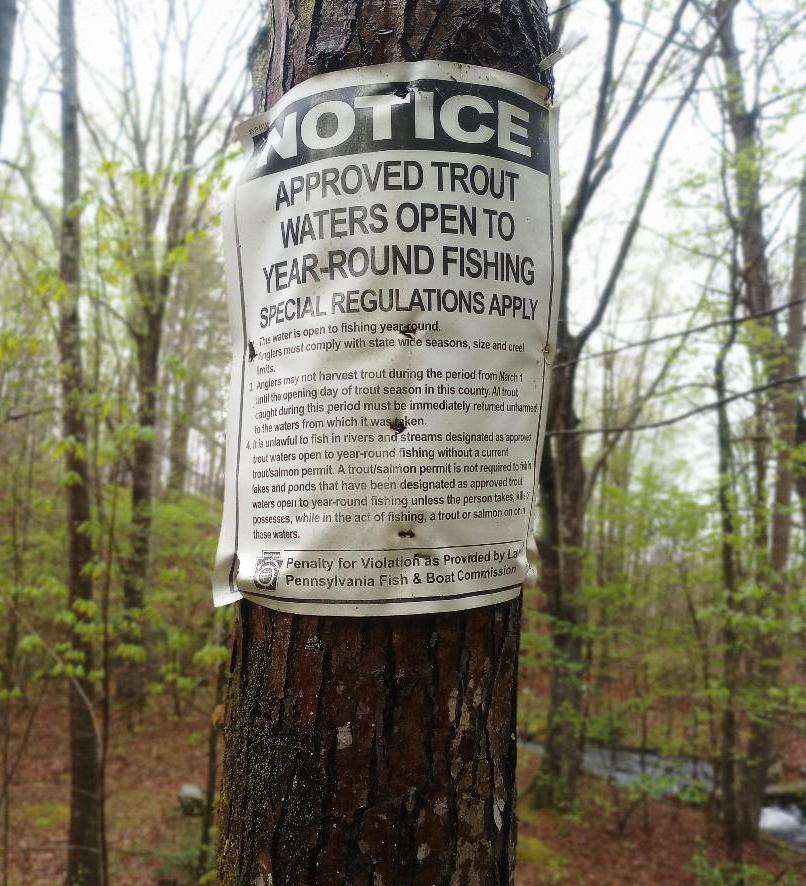 NOTICE
APPROVED TROUT
WATERS OPEN TO
YEAR-ROUND FISHING
SPECIAL REGULATIONS APPLY
This water is open to fishing year-round.
Anglers must comply with state wide seasons, size and creel
limits.
3. Anglers may not harvest trout during the period from March 1
until the opening day of trout season in this county. All trout
caught during this period must be immediately returned unharmed
to the waters from which it was taken.
4. It is unlawful to fish in rivers and streams designated as approved
trout waters open to year-round fishing without a current
trout/salmon permit. A trout/salmon permit is not required to fish in
lakes and ponds that have been designated as approved trout
waters open to year-round fishing unless the person takes, kills or
possesses, while in the act of fishing, a trout or salmon on or in
these waters.
Penalty for Violation as Provided by Law
Pennsylvania Fish & Boat Commission